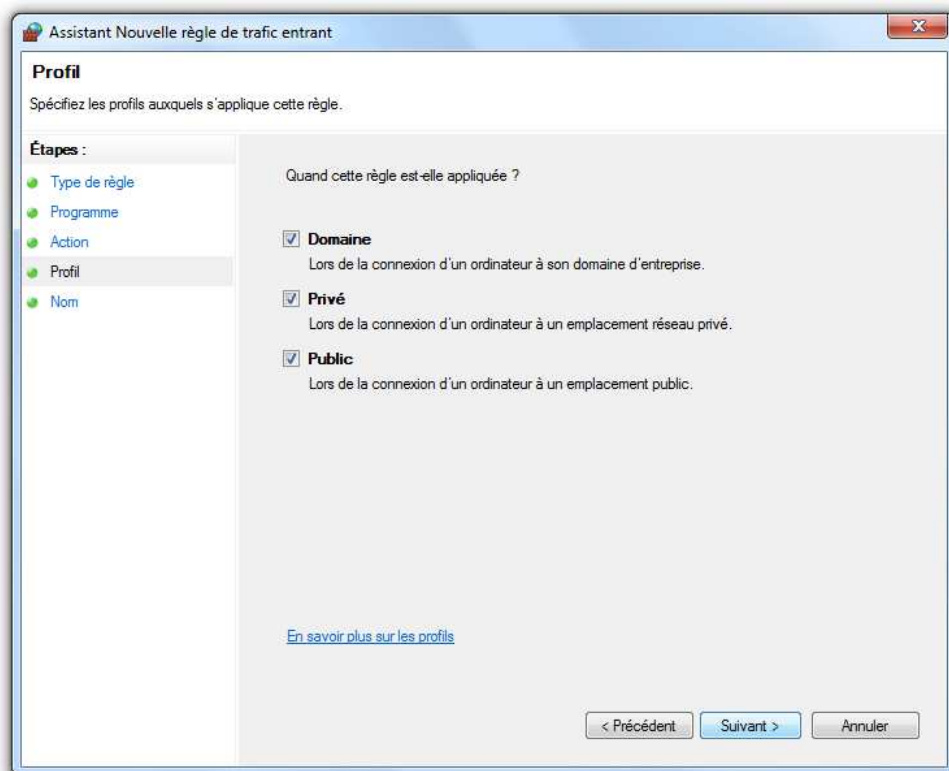 Assistant Nouvelle règle de trafic entrant
Profil
Spécifiez les profils auxquels s'applique cette règle.
Étapes :
Type de règle
Programme
Action
Profil
Nom
Quand cette règle est-elle appliquée ?
Domaine
Lors de la connexion d'un ordinateur à son domaine d'entreprise.
Privé
Lors de la connexion d'un ordinateur à un emplacement réseau privé.
Public
Lors de la connexion d'un ordinateur à un emplacement public.
En savoir plus sur les profils
< Précédent
Suivant >
Annuler